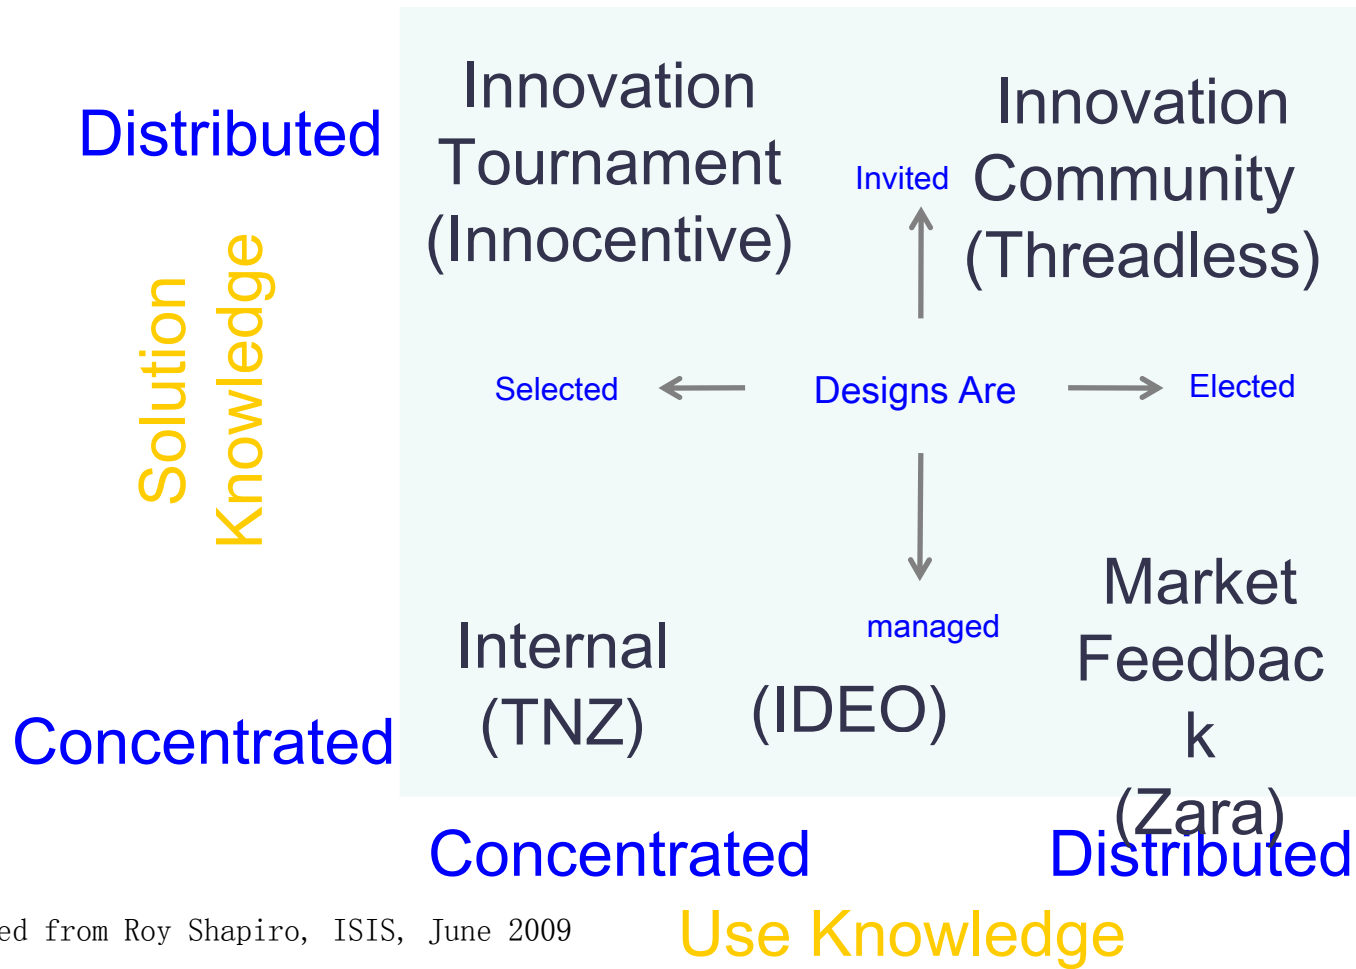 Innovation
Tournament
(Innocentive)
Innovation
Community
(Threadless)
Distributed
Invited
Solution
Knowledge
Selected
Designs Are
Elected
managed
Internal
(TNZ)
(IDEO)
Market
Feedbac
k
(Zara)
Concentrated
Concentrated
Distributed
Use Knowledge
ed from Roy Shapiro, ISIS, June 2009